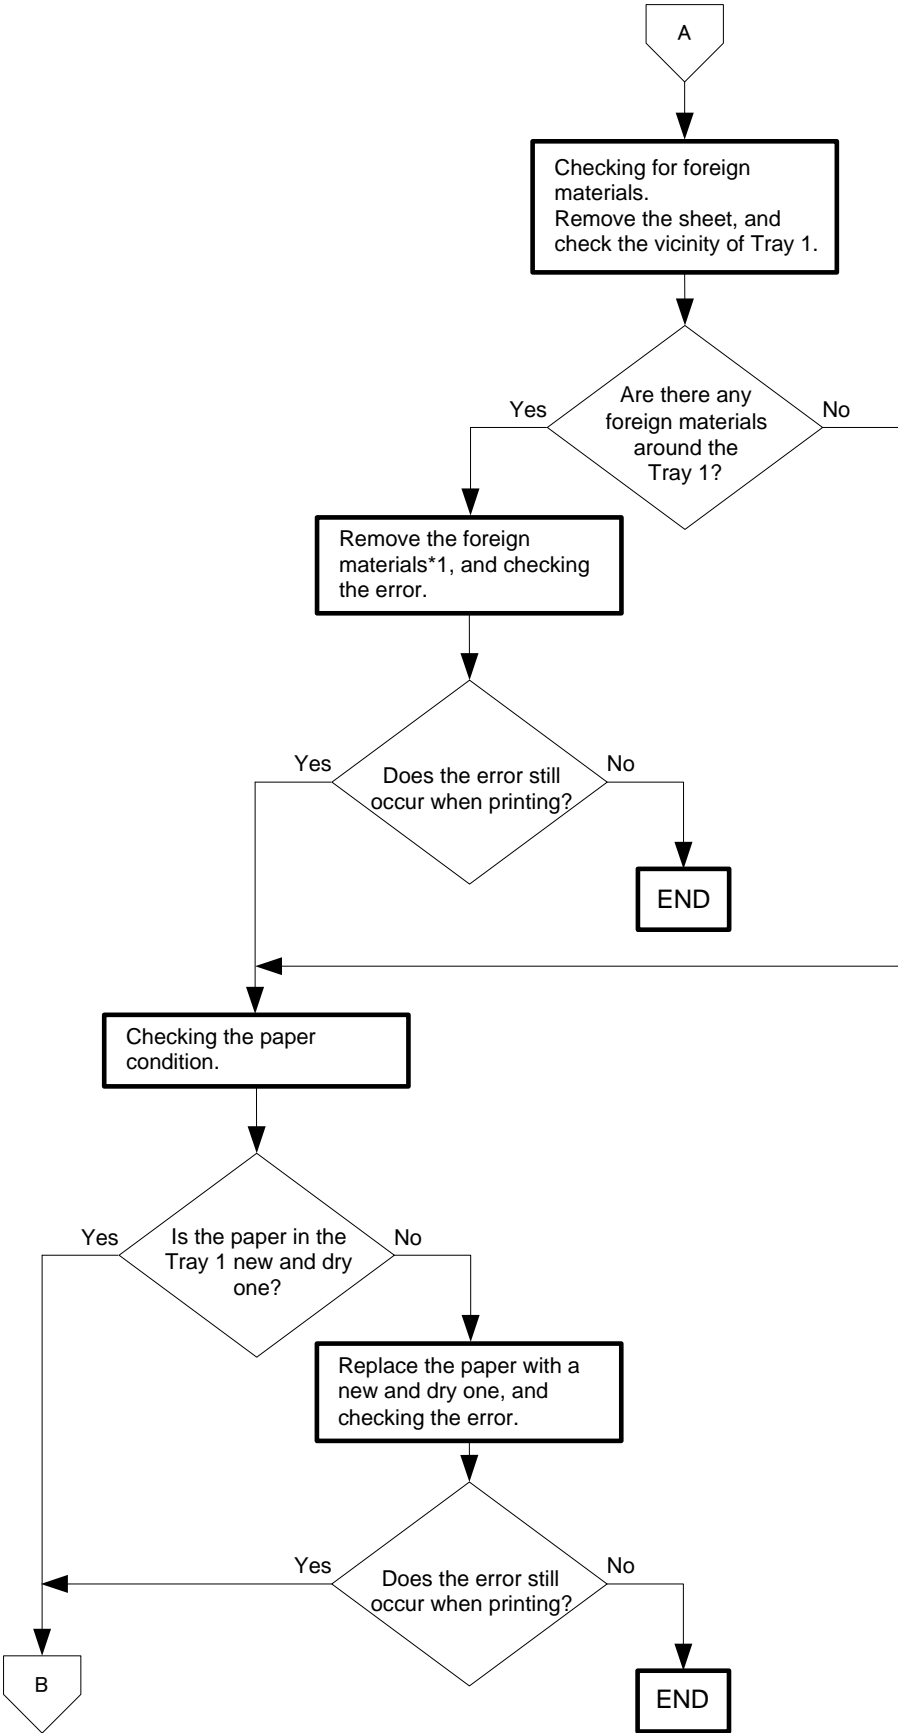 A
Checking for foreign
materials.
Remove the sheet, and
check the vicinity of Tray 1.
Are there any
foreign materials
around the
Tray 1?
Yes
No
Remove the foreign
materials*1, and checking
the error.
Does the error still
occur when printing?
Yes
No
END
Checking the paper
condition.
Is the paper in the
Tray 1 new and dry
one?
Yes
No
Replace the paper with a
new and dry one, and
checking the error.
Does the error still
occur when printing?
Yes
No
B
END